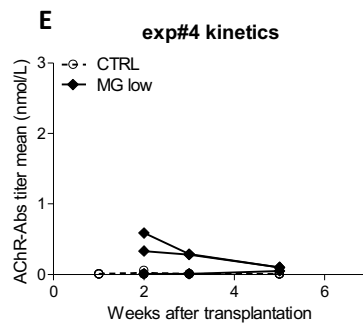 E
exp#4 kinetics
CTRL
MG low
AChR-Abs titer mean (nmol/L)
3
2
1
0
0
2
4
6
Weeks after transplantation